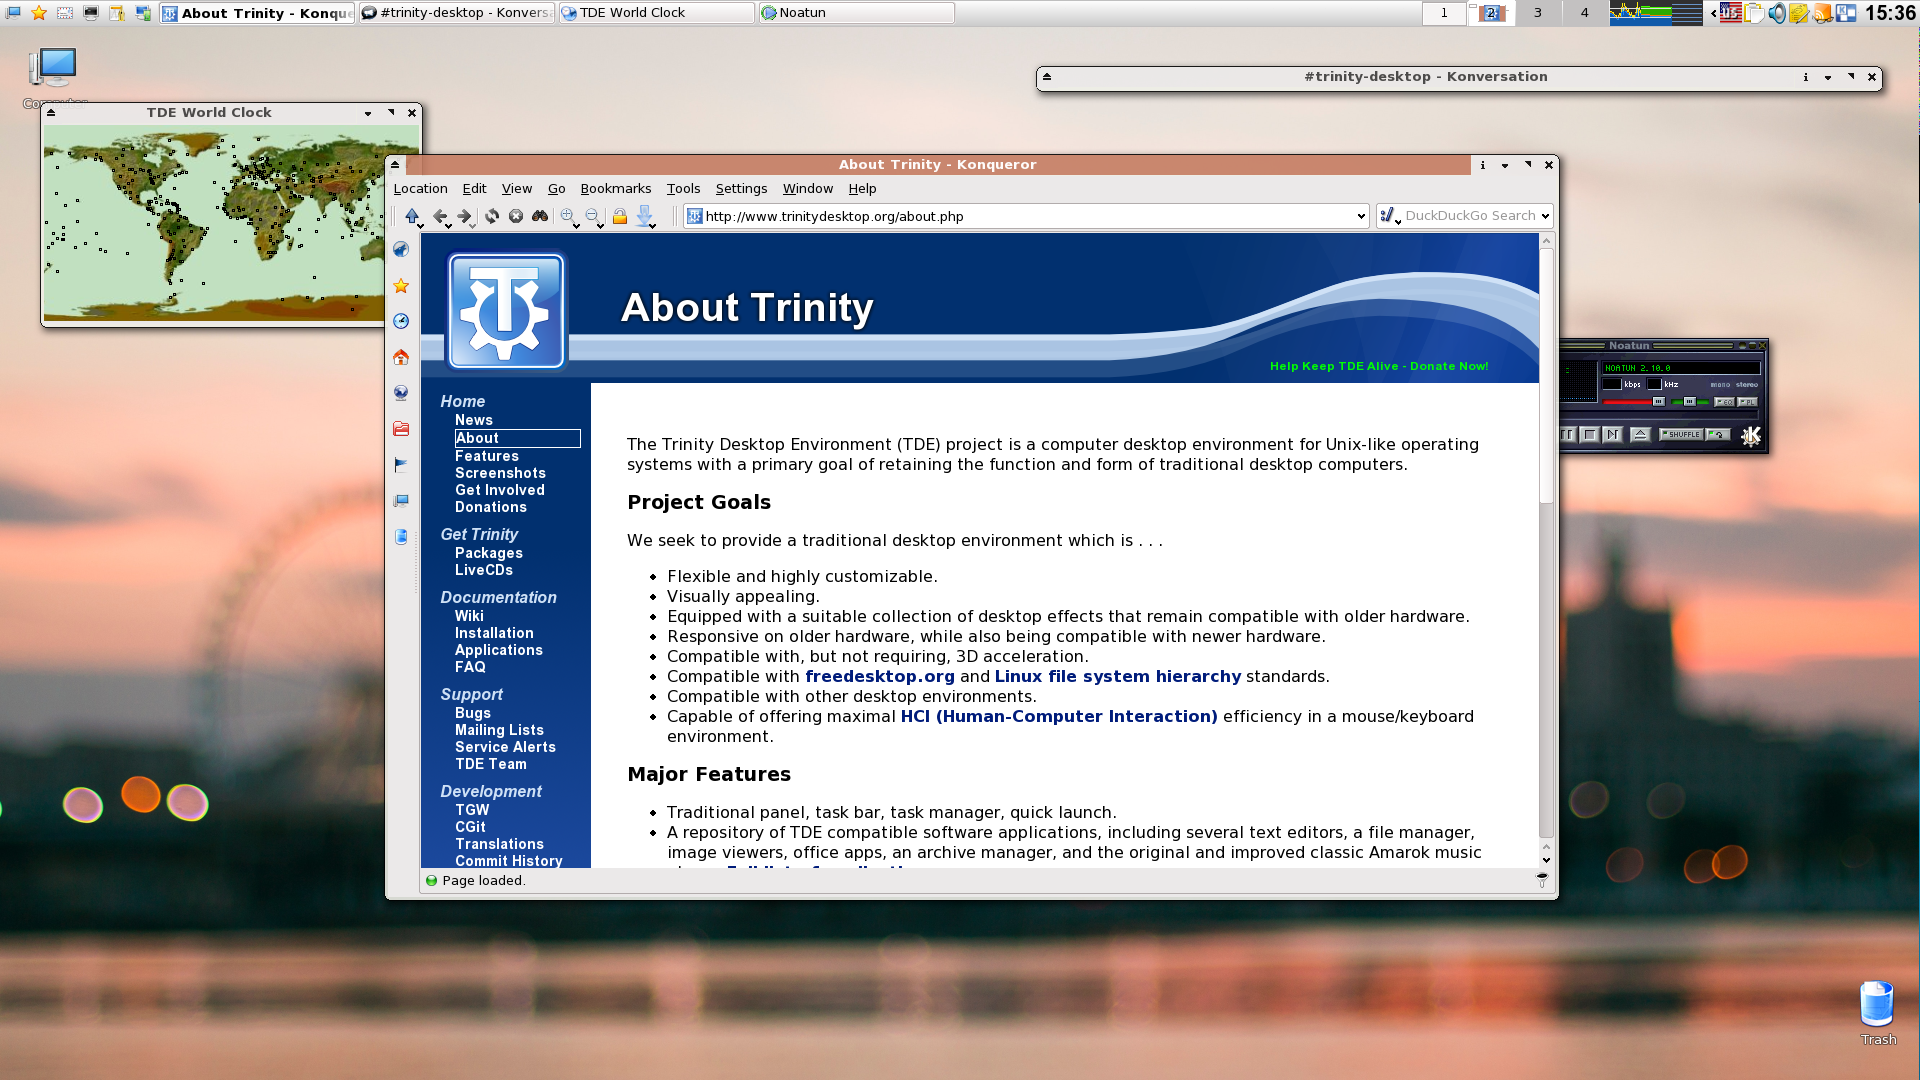 About Trinity - Konque
#trinity-desktop - Konvers
TDE World Clock
Noatun
1
2
3
4
US
15:36
#trinity-desktop - Konversation
TDE World Clock
About Trinity - Konqueror
Location Edit View Go Bookmarks Tools Settings Window Help
http://www.trinitydesktop.org/about.php
DuckDuckGo Search
About Trinity
Help Keep TDE Alive - Donate Now!
Home
News
About
Features
Screenshots
Get Involved
Donations
Get Trinity
Packages
LiveCDs
Documentation
Wiki
Installation
Applications
FAQ
Support
Bugs
Mailing Lists
Service Alerts
TDE Team
Development
TGW
CGit
Translations
Commit History
The Trinity Desktop Environment (TDE) project is a computer desktop environment for Unix-like operating
systems with a primary goal of retaining the function and form of traditional desktop computers.
Project Goals
We seek to provide a traditional desktop environment which is . . .
Flexible and highly customizable.
Visually appealing.
Equipped with a suitable collection of desktop effects that remain compatible with older hardware.
Responsive on older hardware, while also being compatible with newer hardware.
Compatible with, but not requiring, 3D acceleration.
Compatible with freedesktop.org and Linux file system hierarchy standards.
Compatible with other desktop environments.
Capable of offering maximal HCI (Human-Computer Interaction) efficiency in a mouse/keyboard
environment.
Major Features
Traditional panel, task bar, task manager, quick launch.
A repository of TDE compatible software applications, including several text editors, a file manager,
image viewers, office apps, an archive manager, and the original and improved classic Amarok music
Page loaded.
Noatun
NOATUN 2.10.0
kbps kHz mono stereo
EQ PL
SHUFFLE
Trash